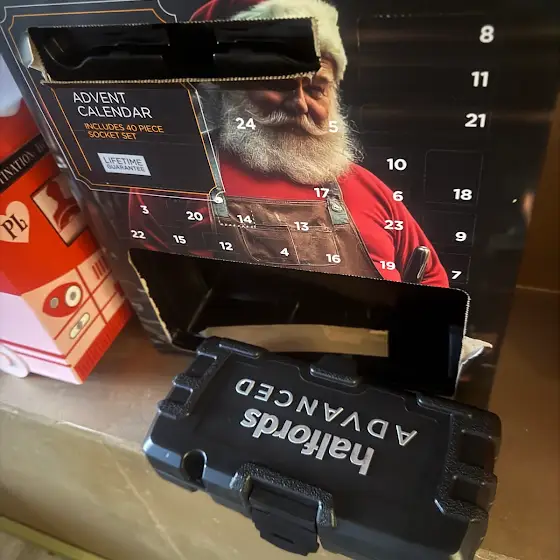 ADVENT
CALENDAR
INCLUDES 40 PIECE
SOCKET SET
LIFETIME
GUARANTEE
8
11
21
24
5
10
17
6
18
3
20
14
13
23
9
22
15
12
4
16
19
7
PL
halfords
ADVANCED